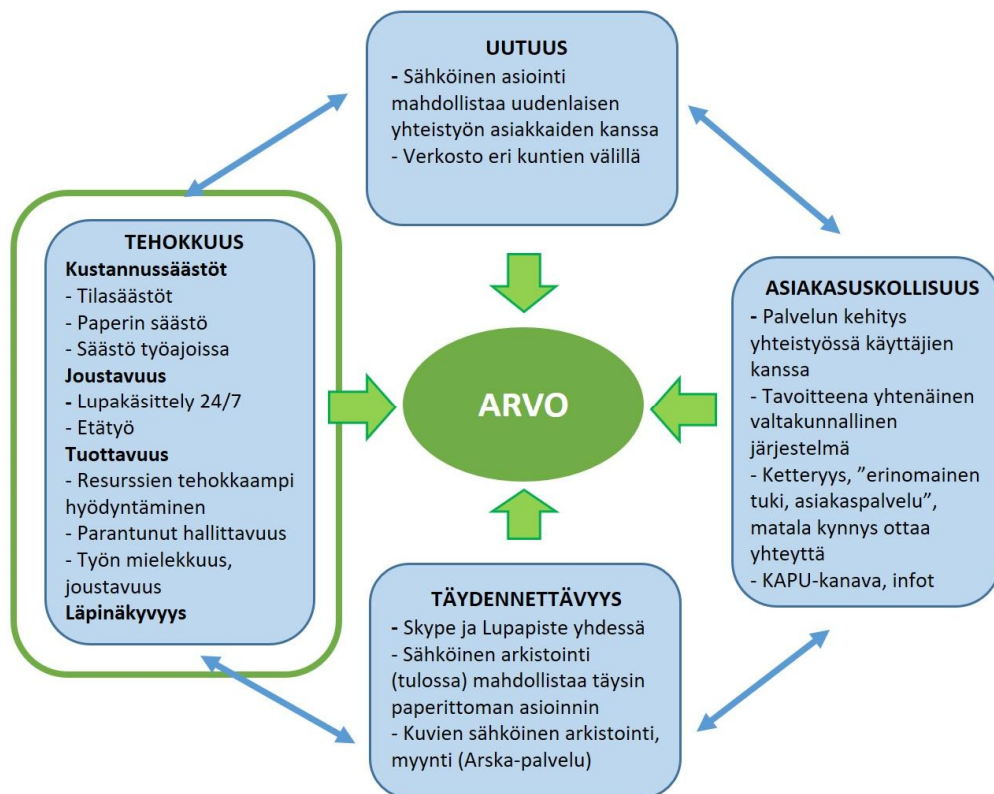 UUTUUS
- Sähköinen asiointi
mahdollistaa uudenlaisen
yhteistyön asiakkaiden kanssa
- Verkosto eri kuntien välillä
TEHOKKUUS
Kustannussäästöt
- Tilasäästöt
- Paperin säästö
- Säästö työajoissa
Joustavuus
- Lupakäsittely 24/7
- Etätyö
Tuottavuus
- Resurssien tehokkaampi
hyödyntäminen
- Parantunut hallittavuus
- Työn mielekkuus,
joustavuus
Läpinäkyvyys
ARVO
ASIAKASUSKOLLISUUS
- Palvelun kehitys
yhteistyössä käyttäjien
kanssa
- Tavoitteena yhtenäinen
valtakunnallinen
järjestelmä
- Ketteryys, ”erinomainen
tuki, asiakaspalvelu”,
matala kynnys ottaa
yhteyttä
- KAPU-kanava, infot
TÄYDENNETTÄVYYS
- Skype ja Lupapiste yhdessä
- Sähköinen arkistointi
(tulossa) mahdollistaa täysin
paperittoman asioinnin
- Kuvien sähköinen arkistointi,
myynti (Arska-palvelu)